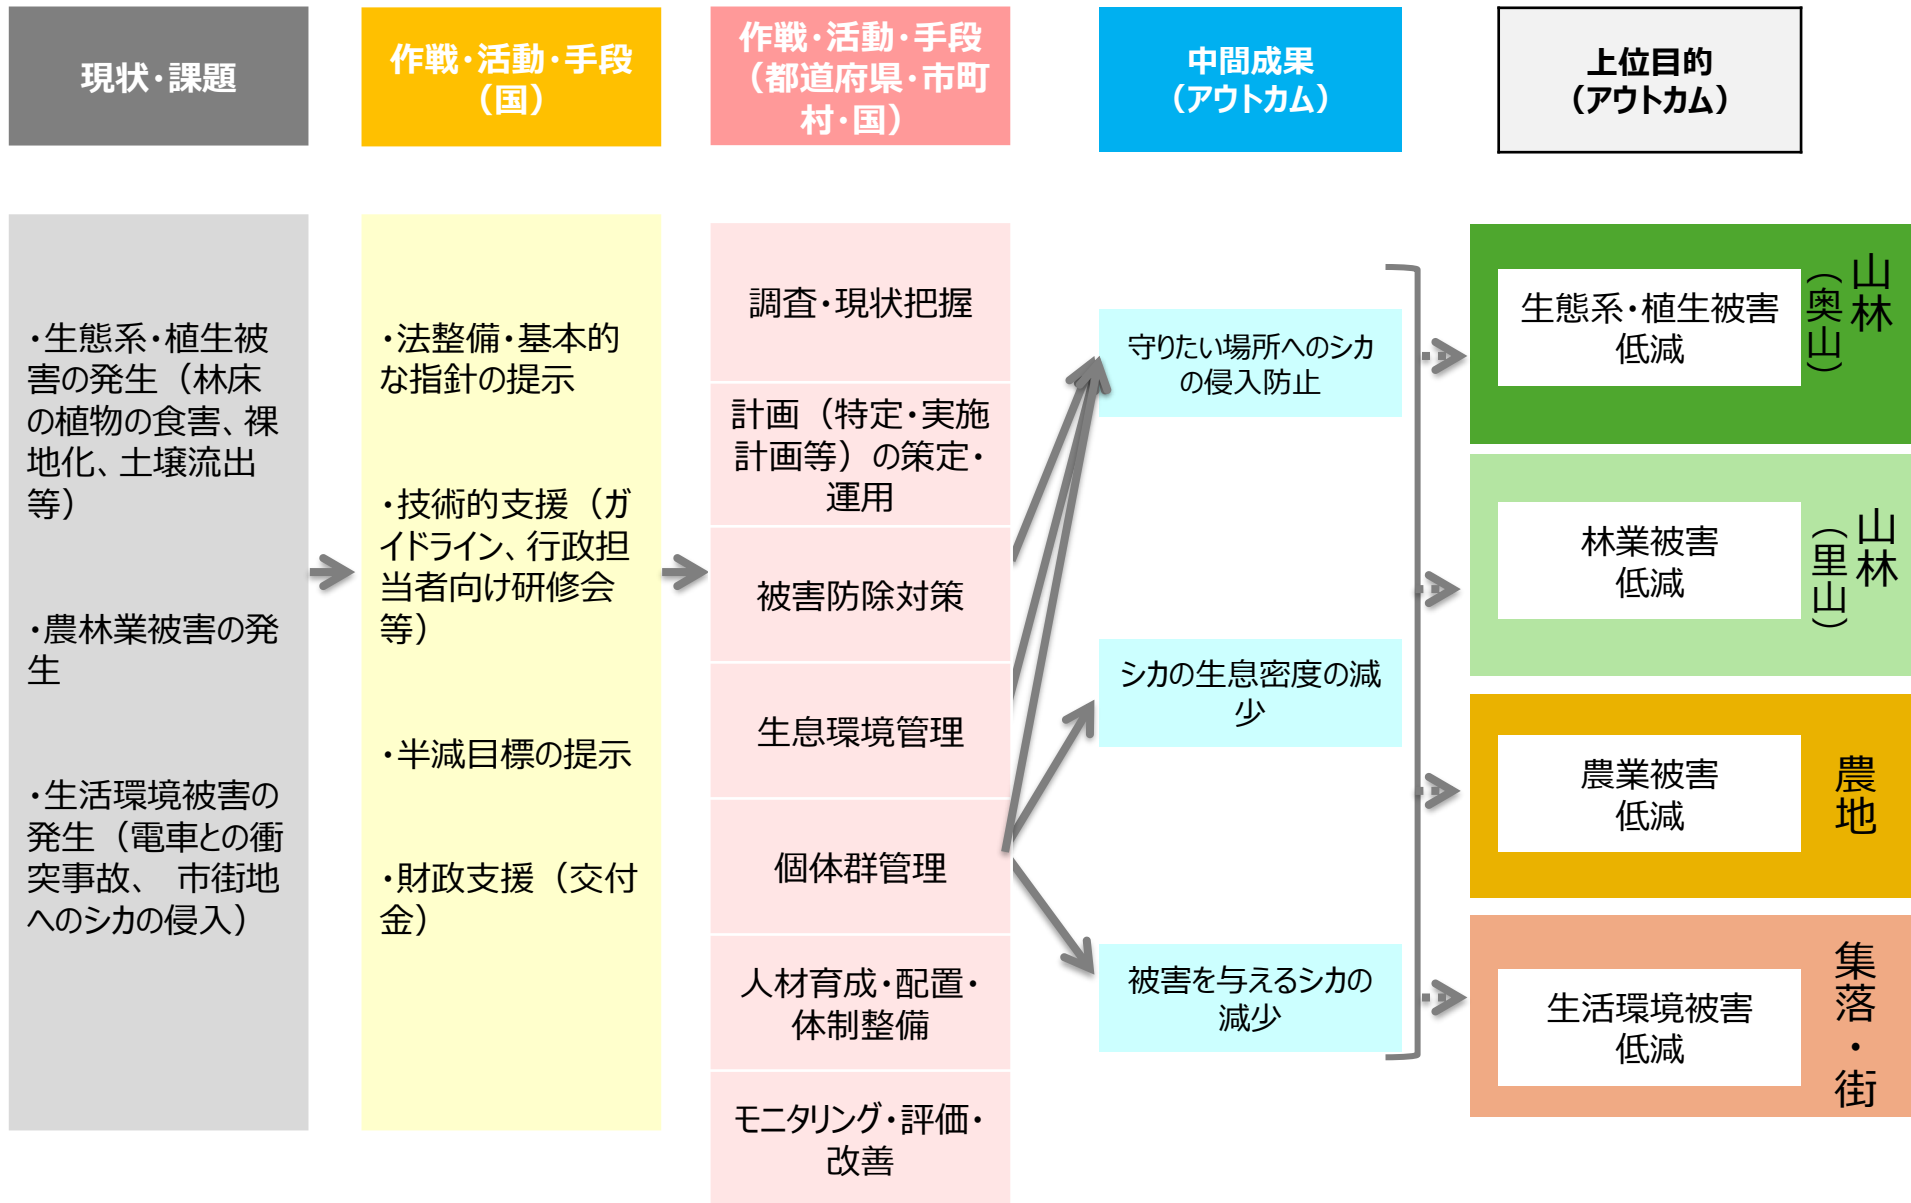 現状・課題
作戦・活動・手段
（国）
作戦・活動・手段
（都道府県・市町
村・国）
中間成果
（アウトカム）
上位目的
（アウトカム）
・生態系・植生被
害の発生（林床
の植物の食害、裸
地化、土壌流出
等）
・農林業被害の発
生
・生活環境被害の
発生（電車との衝
突事故、 市街地
へのシカの侵入）
・法整備・基本的
な指針の提示
・技術的支援（ガ
イドライン、行政担
当者向け研修会
等）
・半減目標の提示
・財政支援（交付
金）
調査・現状把握
計画（特定・実施
計画等）の策定・
運用
被害防除対策
生息環境管理
個体群管理
人材育成・配置・
体制整備
モニタリング・評価・
改善
守りたい場所へのシカ
の侵入防止
シカの生息密度の減
少
被害を与えるシカの
減少
生態系・植生被害
低減
山林
（奥山）
林業被害
低減
山林
（里山）
農業被害
低減
農地
生活環境被害
低減
集落・街